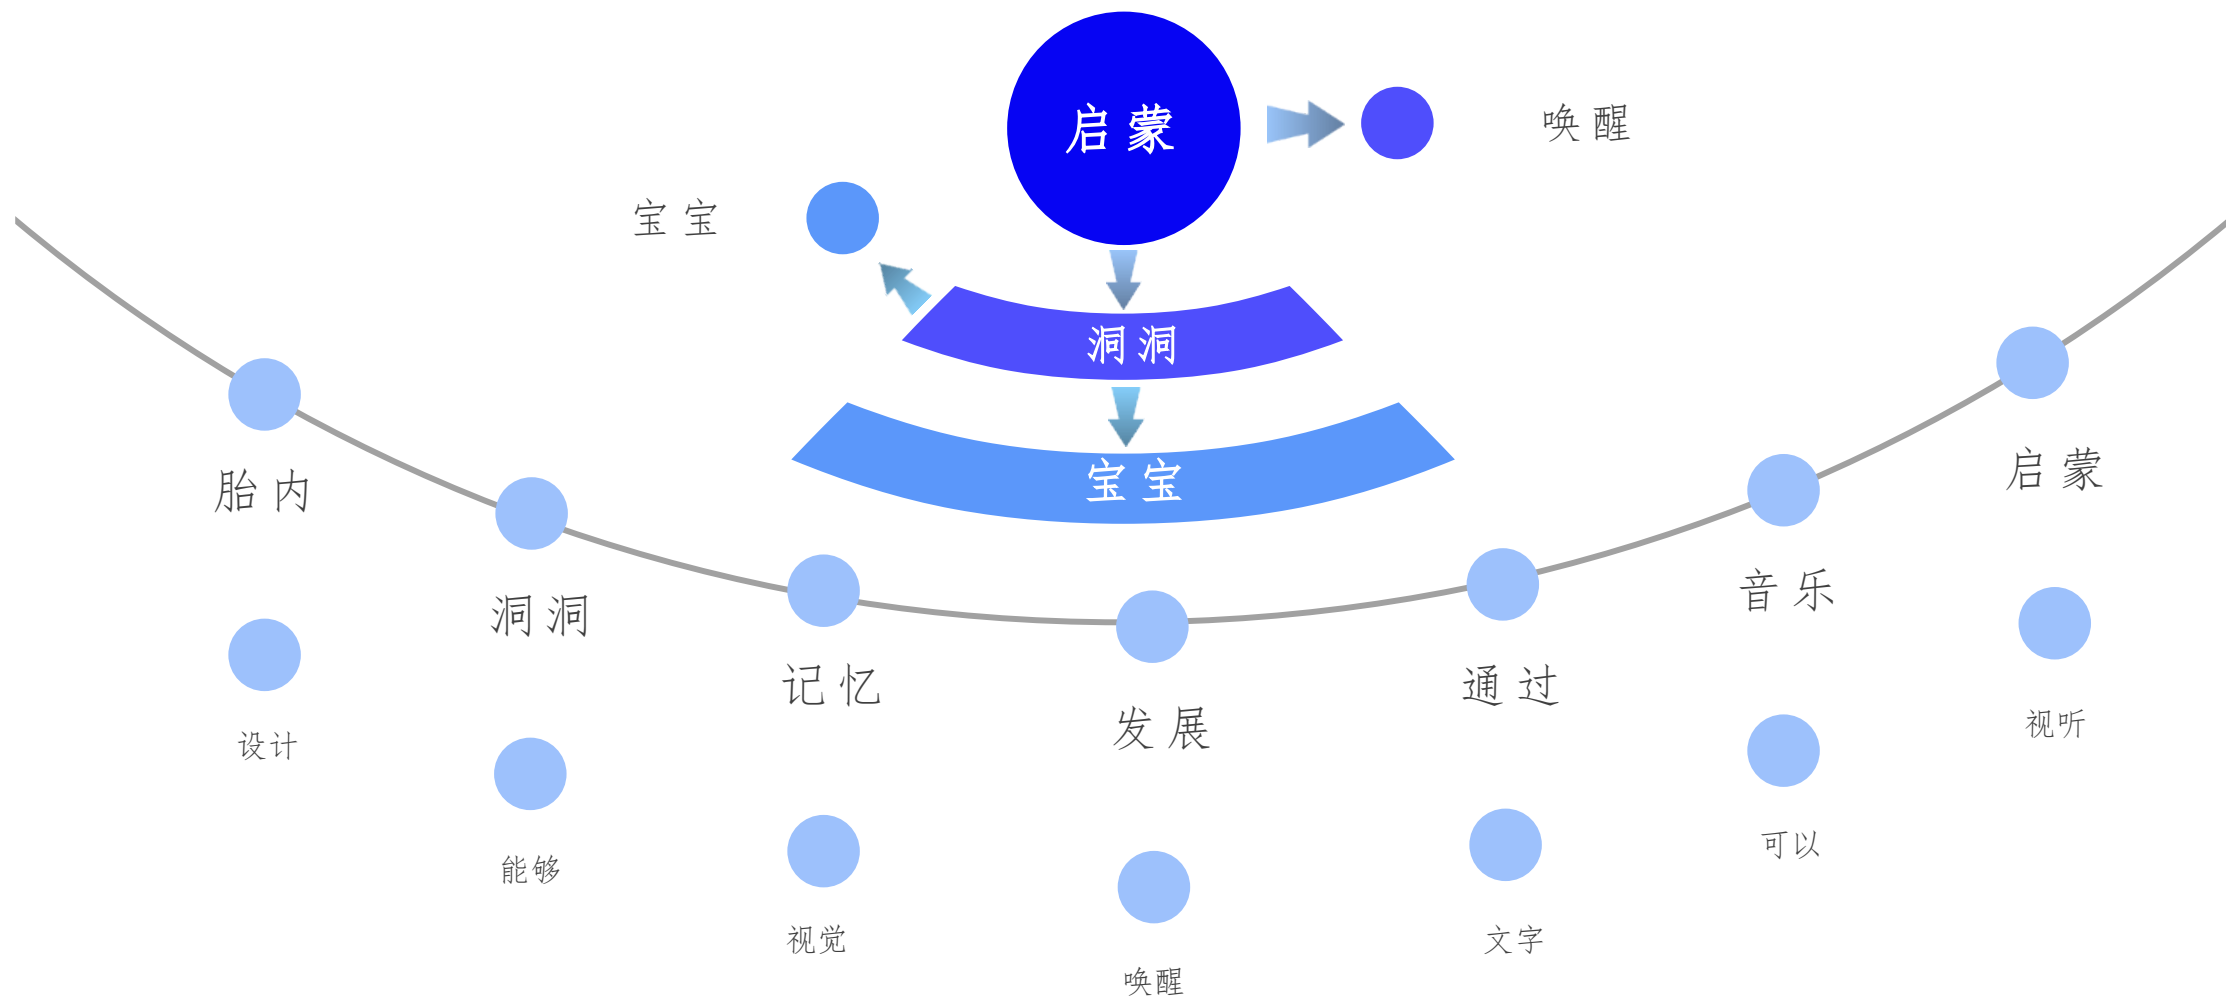 启蒙
唤醒
宝宝
洞洞
宝宝
胎内
洞洞
记忆
发展
通过
音乐
启蒙
设计
能够
视觉
唤醒
文字
可以
视听